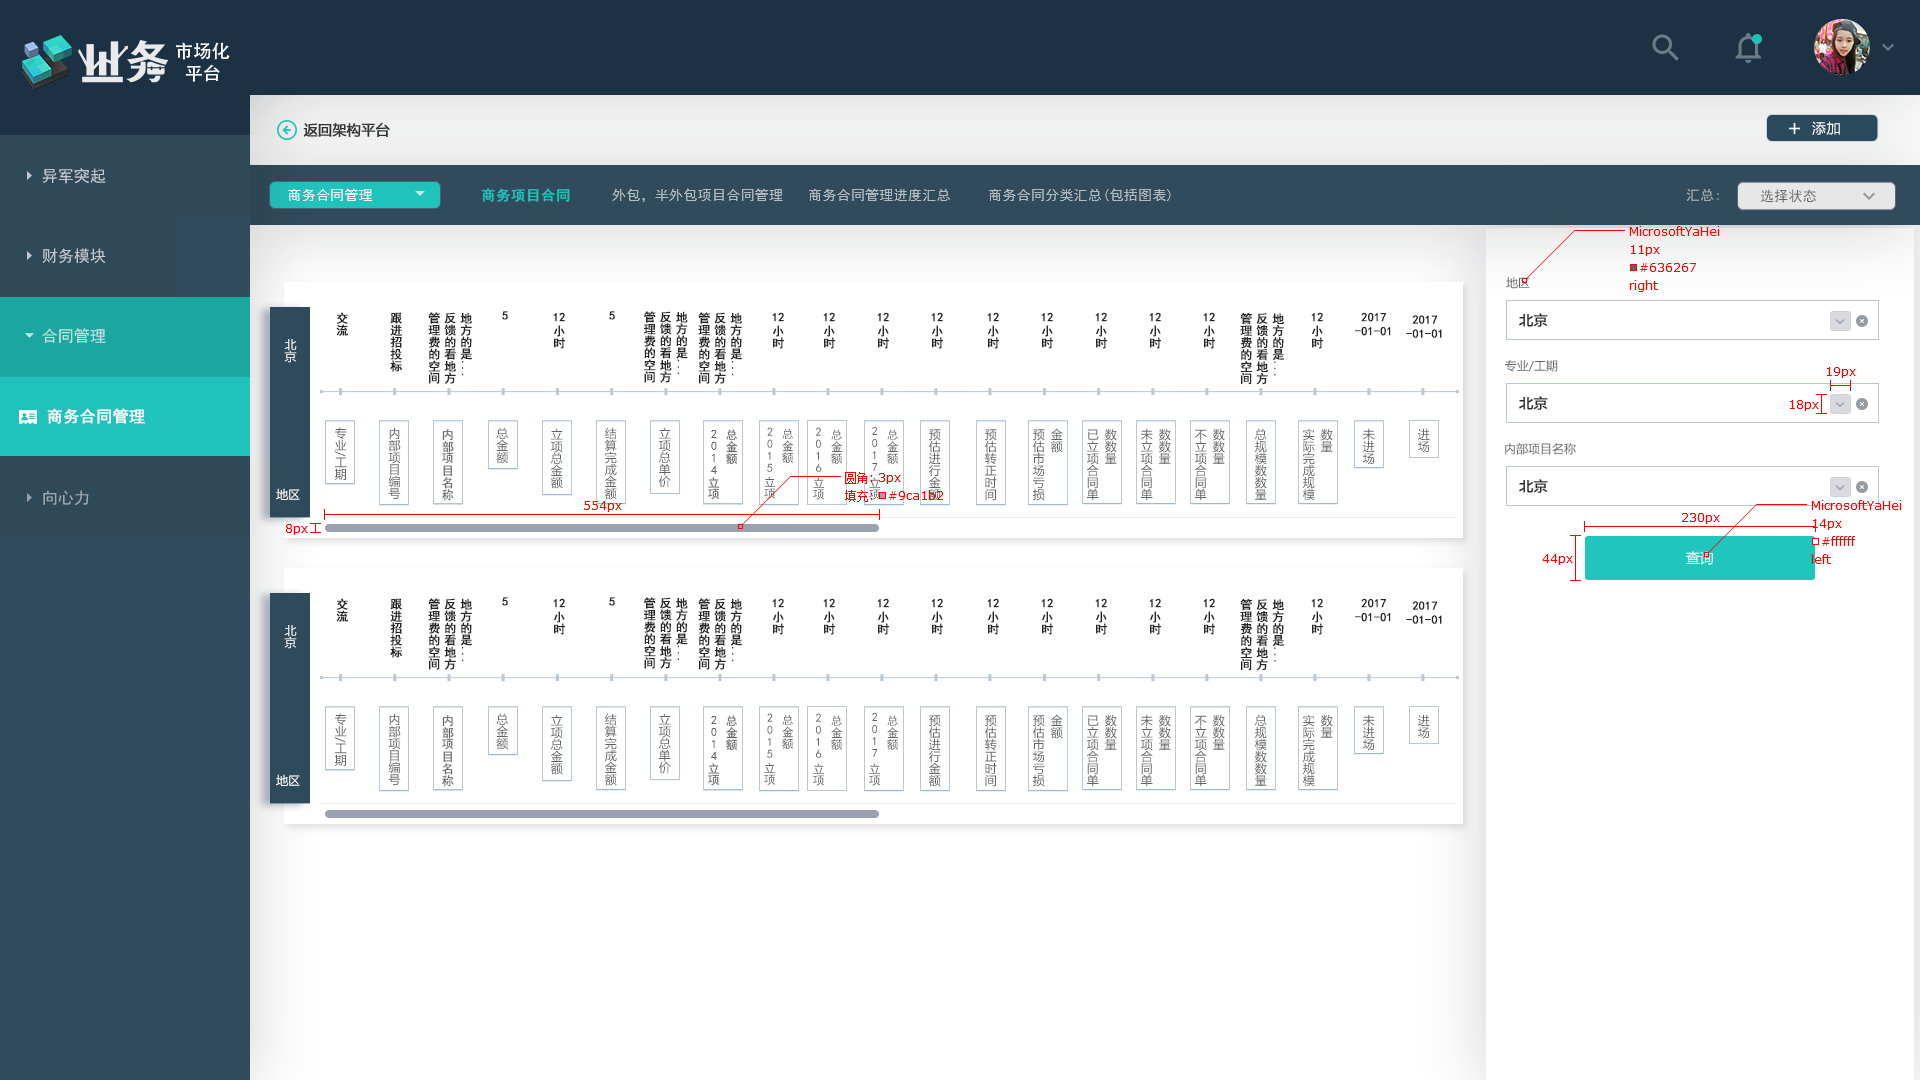 业务 市场化
平台
返回架构平台
+ 添加
异军突起
财务模块
合同管理
商务合同管理
向心力
商务合同管理
商务项目合同
外包，半外包项目合同管理
商务合同管理进度汇总
商务合同分类汇总(包括图表)
汇总：
选择状态
北京
地区
交流
跟进招投标
地方的是...
反馈的看地方
管理费的空间
5
12小时
5
地方的是...
反馈的看地方
管理费的空间
地方的是...
反馈的看地方
管理费的空间
12小时
12小时
12小时
12小时
12小时
12小时
12小时
12小时
12小时
地方的是...
反馈的看地方
管理费的空间
12小时
2017
-01-01
2017
-01-01
专业/工期
内部项目编号
内部项目名称
总金额
立项总金额
结算完成金额
立项总单价
总金额
2014立项
总金额
2015立项
总金额
2016立项
总金额
2017立项
预估进行金额
预估转正时间
金额
预估市场亏损
数数量
已立项合同单
数数量
未立项合同单
数数量
不立项合同单
总规模数数量
数量
实际完成规模
未进场
进场
圆角：3px
填充：#9ca1b2
554px
8px
北京
地区
交流
跟进招投标
地方的是...
反馈的看地方
管理费的空间
5
12小时
5
地方的是...
反馈的看地方
管理费的空间
地方的是...
反馈的看地方
管理费的空间
12小时
12小时
12小时
12小时
12小时
12小时
12小时
12小时
12小时
地方的是...
反馈的看地方
管理费的空间
12小时
2017
-01-01
2017
-01-01
专业/工期
内部项目编号
内部项目名称
总金额
立项总金额
结算完成金额
立项总单价
总金额
2014立项
总金额
2015立项
总金额
2016立项
总金额
2017立项
预估进行金额
预估转正时间
金额
预估市场亏损
数数量
已立项合同单
数数量
未立项合同单
数数量
不立项合同单
总规模数数量
数量
实际完成规模
未进场
进场
MicrosoftYaHei
11px
#636267
right
地区
北京
专业/工期
19px
北京
18px
内部项目名称
北京
MicrosoftYaHei
14px
#ffffff
left
230px
44px
查询